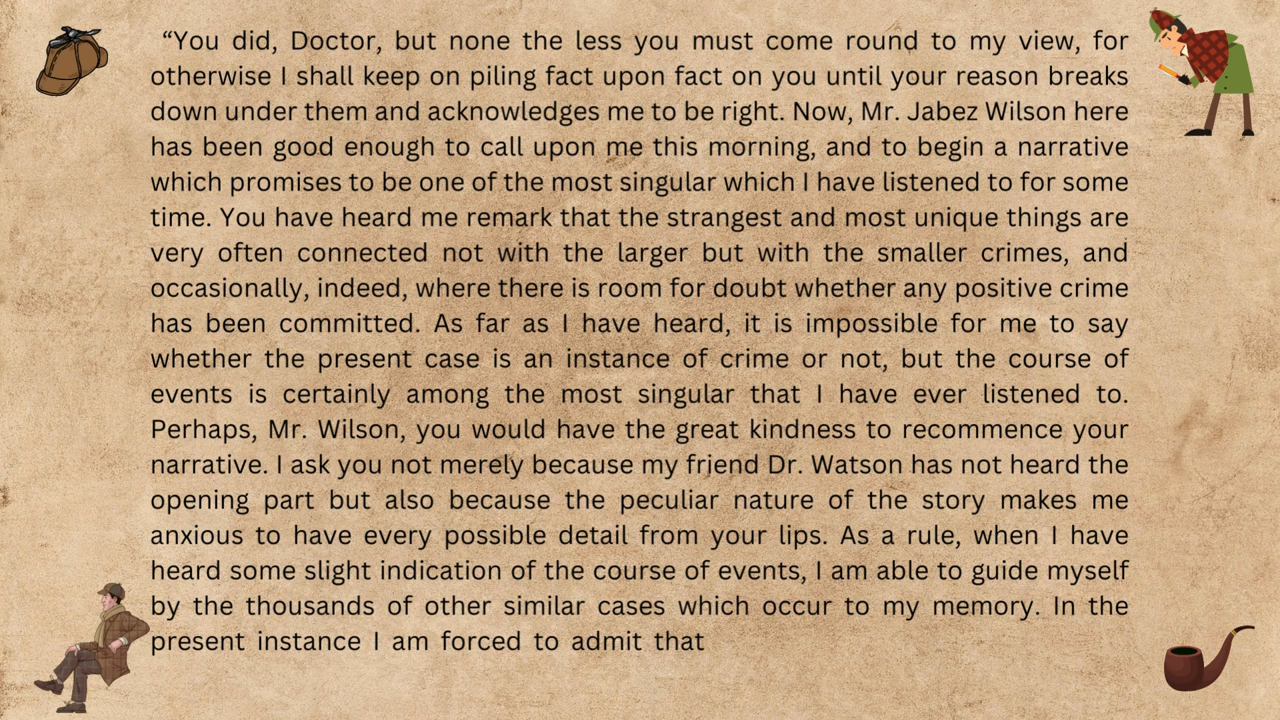 “You did, Doctor, but none the less you must come round to my view, for
otherwise I shall keep on piling fact upon fact on you until your reason breaks
down under them and acknowledges me to be right. Now, Mr. Jabez Wilson here
has been good enough to call upon me this morning, and to begin a narrative
which promises to be one of the most singular which I have listened to for some
time. You have heard me remark that the strangest and most unique things are
very often connected not with the larger but with the smaller crimes, and
occasionally, indeed, where there is room for doubt whether any positive crime
has been committed. As far as I have heard, it is impossible for me to say
whether the present case is an instance of crime or not, but the course of
events is certainly among the most singular that I have ever listened to.
Perhaps, Mr. Wilson, you would have the great kindness to recommence your
narrative. I ask you not merely because my friend Dr. Watson has not heard the
opening part but also because the peculiar nature of the story makes me
anxious to have every possible detail from your lips. As a rule, when I have
heard some slight indication of the course of events, I am able to guide myself
by the thousands of other similar cases which occur to my memory. In the
present instance I am forced to admit that